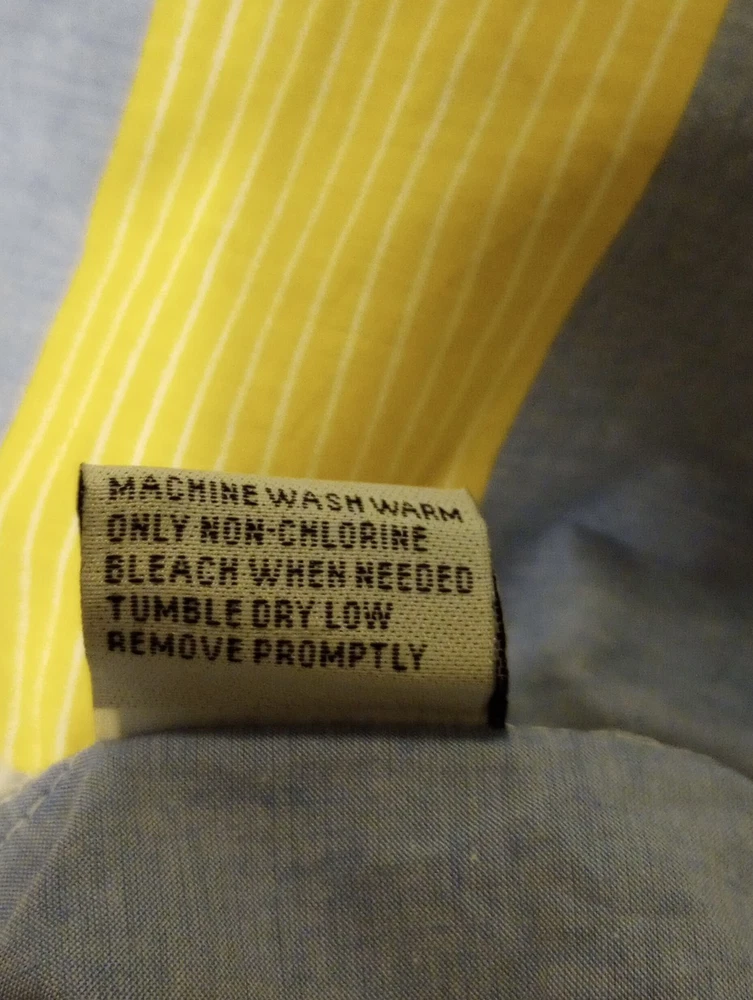 MACHINE WASH WARM
ONLY NON-CHLORINE
BLEACH WHEN NEEDED
TUMBLE DRY LOW
REMOVE PROMPTLY